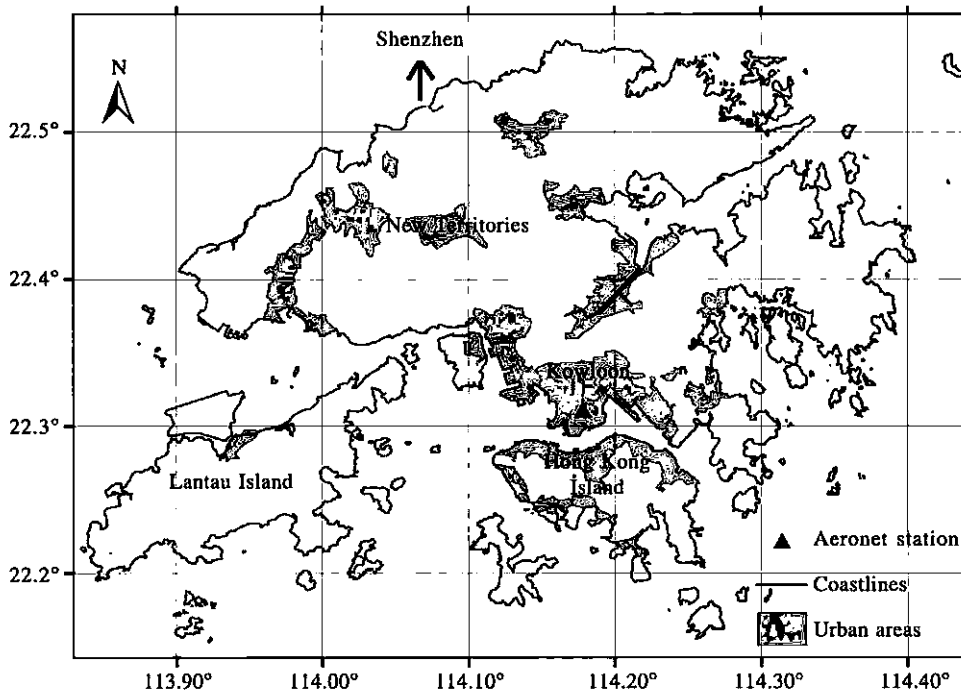 Shenzhen
N
22.5°
New Territories
22.4°
Kowloon
22.3°
Hong Kong
Island
Lantau Island
Aeronet station
22.2°
Coastlines
Urban areas
113.90° 114.00° 114.10° 114.20° 114.30° 114.40°